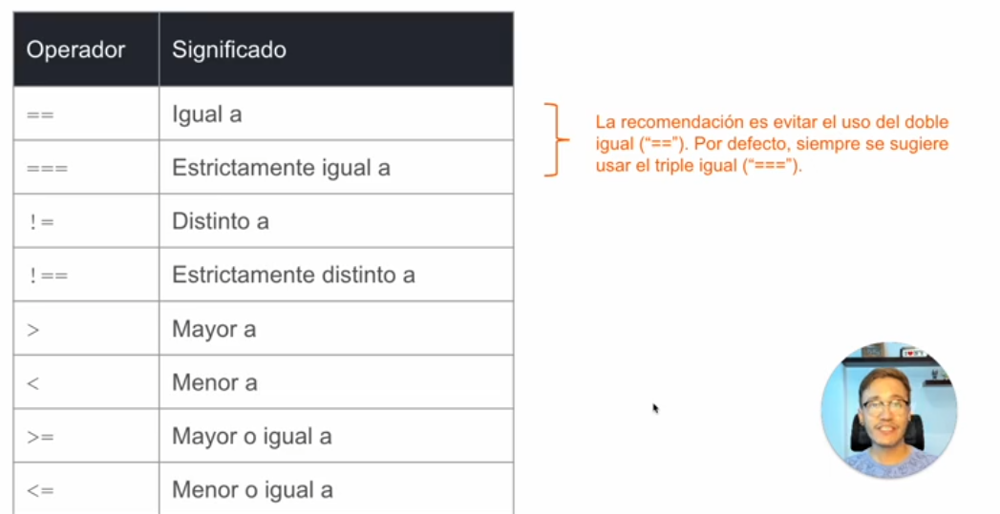 Operador Significado
== Igual a
=== Estrictamente igual a
!= Distinto a
!== Estrictamente distinto a
> Mayor a
< Menor a
>= Mayor o igual a
<= Menor o igual a
La recomendación es evitar el uso del doble
igual (“==”). Por defecto, siempre se sugiere
usar el triple igual (“===”).